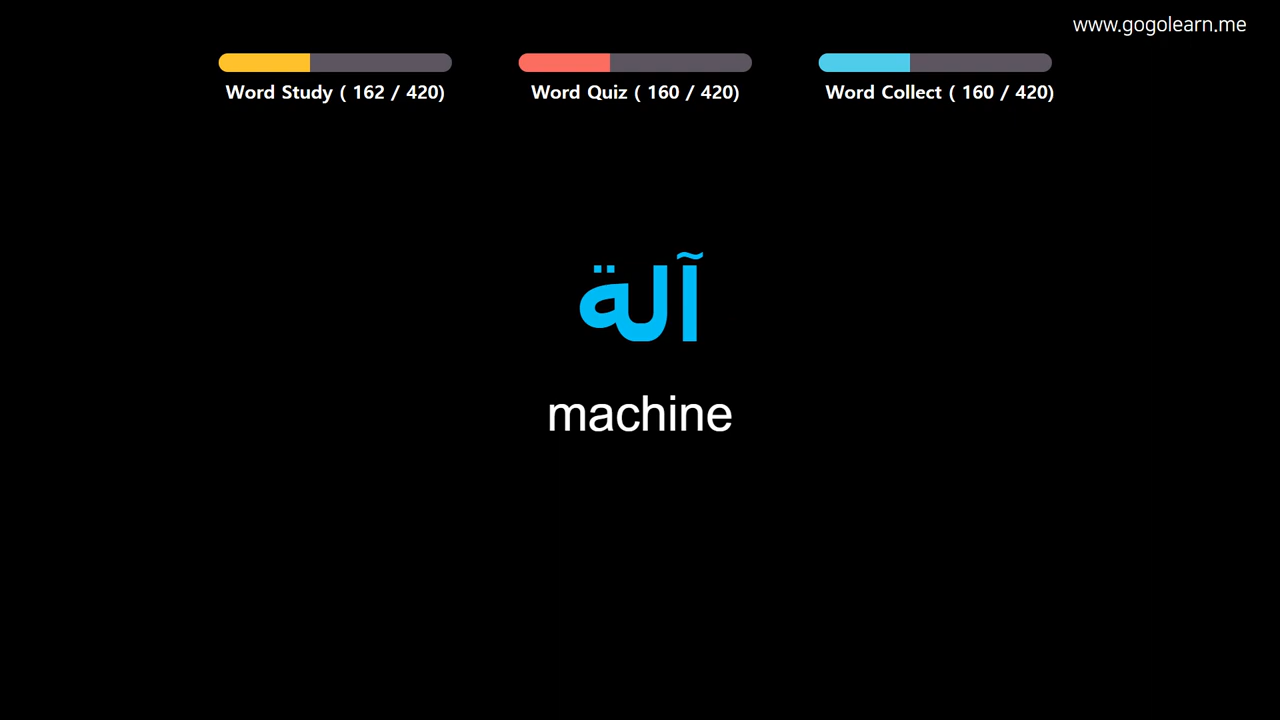 www.gogolearn.me
Word Study ( 162 / 420)
Word Quiz ( 160 / 420)
Word Collect ( 160 / 420)
آلة
machine